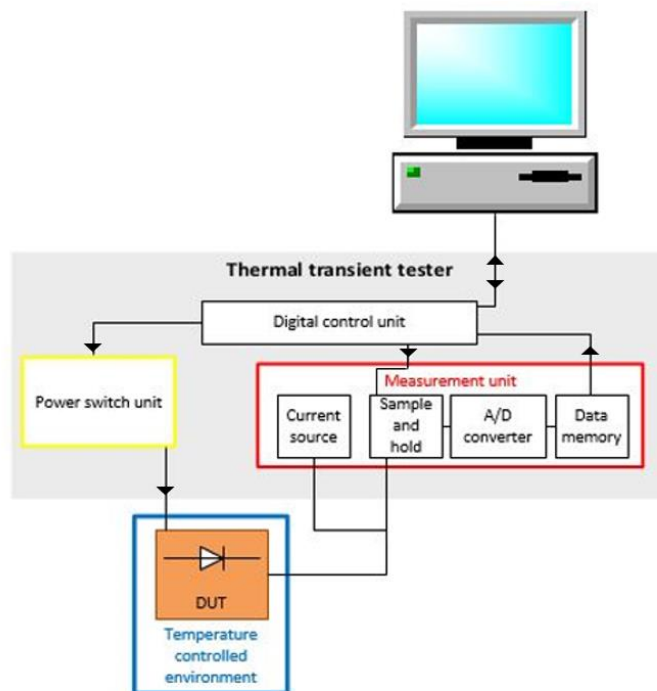 Thermal transient tester
Digital control unit
Power switch unit
Measurement unit
Current
source
Sample
and
hold
A/D
converter
Data
memory
DUT
Temperature
controlled
environment